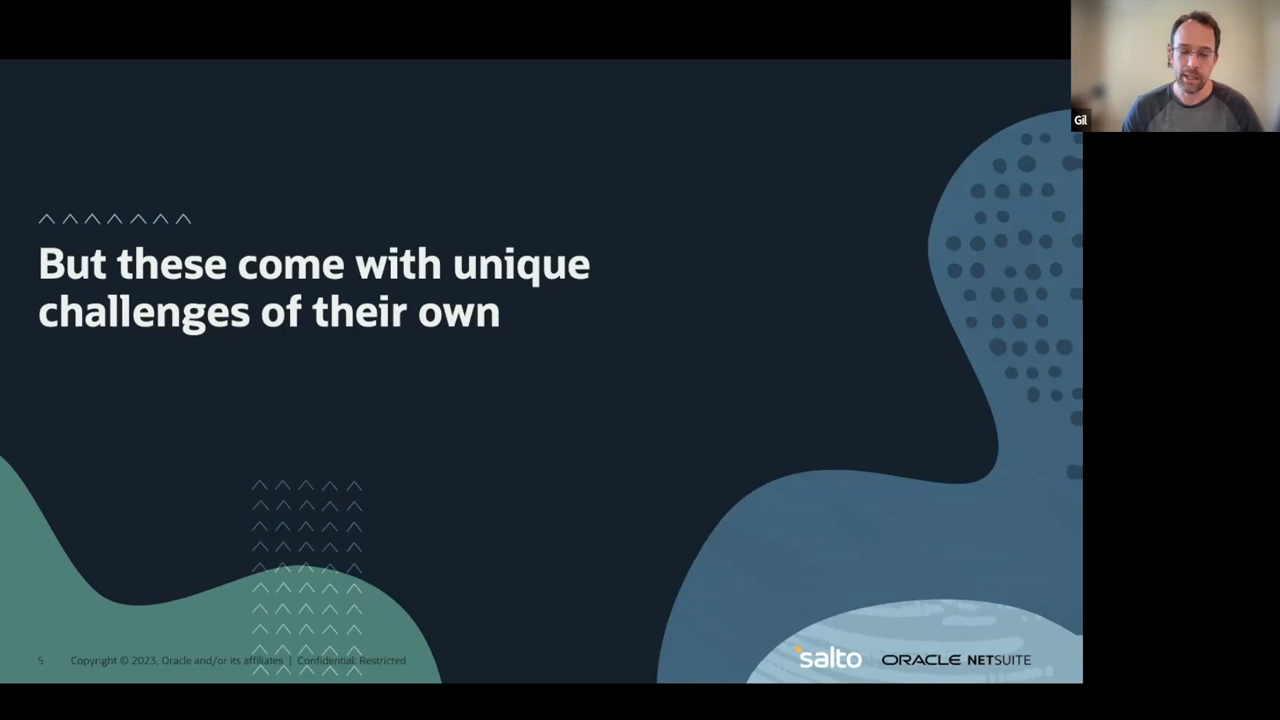 Gil
But these come with unique
challenges of their own
5 Copyright © 2023, Oracle and/or its affiliates | Confidential: Restricted
salto ORACLE NETSUITE